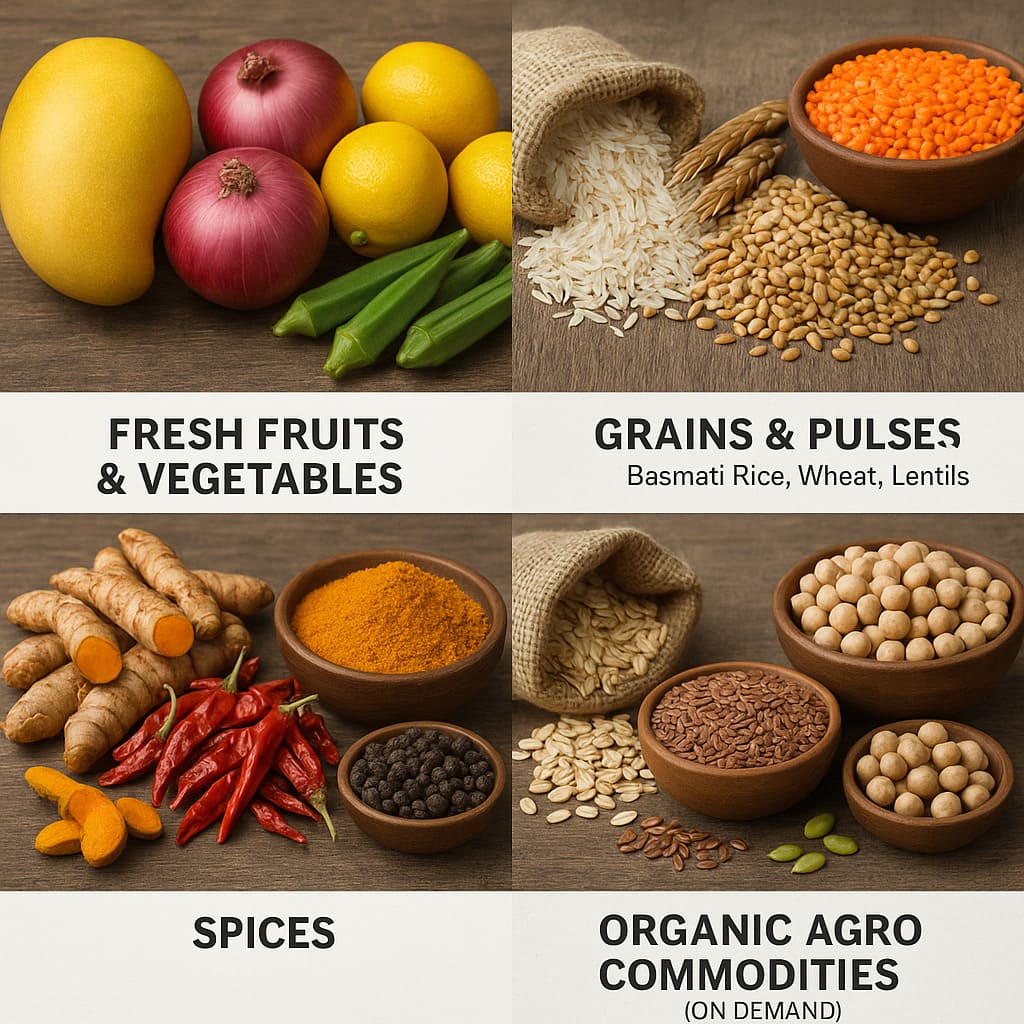 FRESH FRUITS
& VEGETABLES
GRAINS & PULSES
Basmati Rice, Wheat, Lentils
SPICES
ORGANIC AGRO
COMMODITIES
(ON DEMAND)